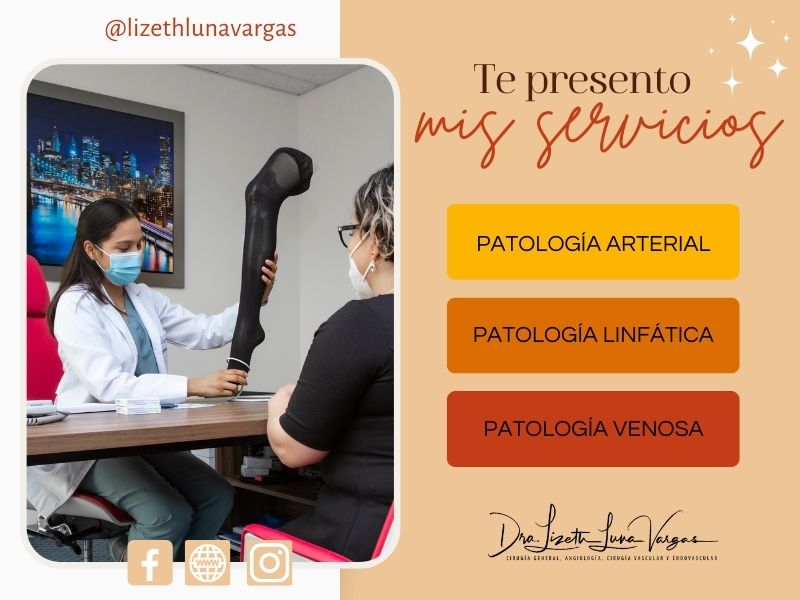 @lizethlunavargas
Te presento
mis servicios
PATOLOGÍA ARTERIAL
PATOLOGÍA LINFÁTICA
PATOLOGÍA VENOSA
Dra. Lizeth Luna Vargas
CIRUGÍA GENERAL, ANGIOLOGÍA, CIRUGÍA VASCULAR Y ENDOVASCULAR
WWW